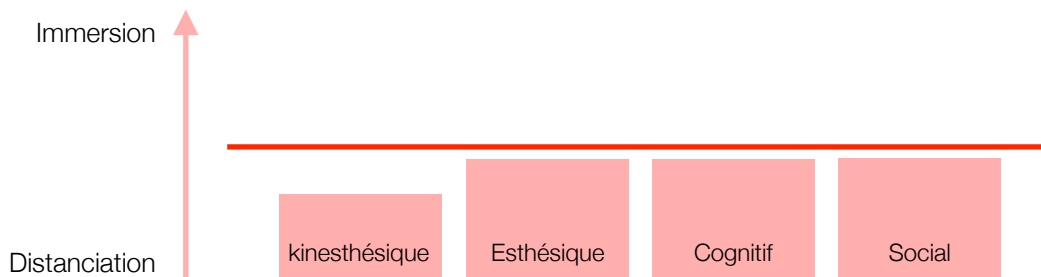 Immersion
kinesthésique
Esthésique
Cognitif
Social
Distanciation